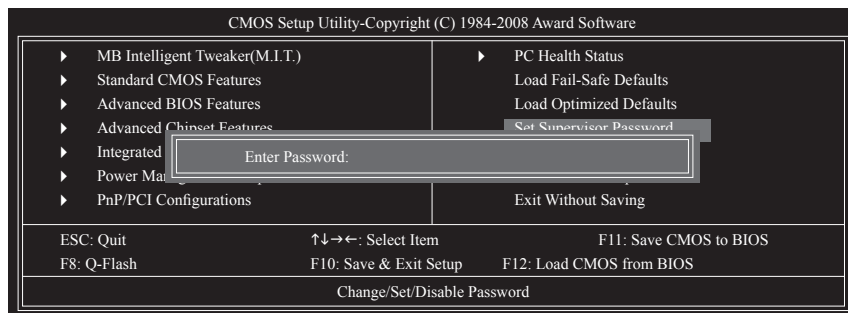 CMOS Setup Utility-Copyright (C) 1984-2008 Award Software
MB Intelligent Tweaker(M.I.T.)
Standard CMOS Features
Advanced BIOS Features
Advanced Chipset Features
Integrated
Power
PnP/PCI Configurations
PC Health Status
Load Fail-Safe Defaults
Load Optimized Defaults
Set Supervisor Password
Exit Without Saving
Enter Password:
ESC: Quit ↑↓→←: Select Item F11: Save CMOS to BIOS
F8: Q-Flash F10: Save & Exit Setup F12: Load CMOS from BIOS
Change/Set/Disable Password